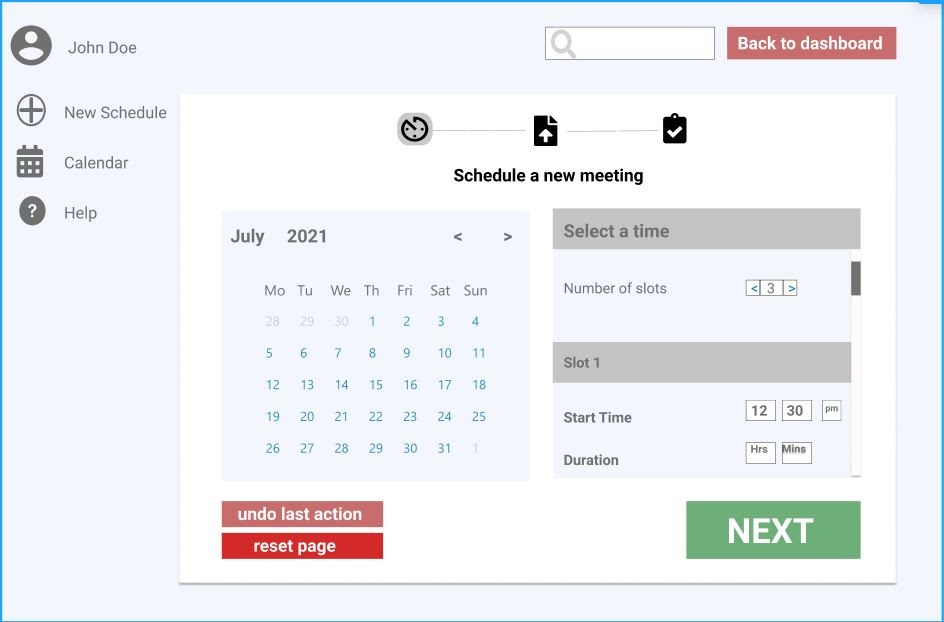 John Doe
Back to dashboard
New Schedule
Calendar
? Help
Schedule a new meeting
July 2021 < >
Mo Tu We Th Fri Sat Sun
28 29 30 1 2 3 4
5 6 7 8 9 10 11
12 13 14 15 16 17 18
19 20 21 22 23 24 25
26 27 28 29 30 31 1
Select a time
Number of slots < 3 >
Slot 1
Start Time 12 30 pm
Duration Hrs Mins
undo last action
reset page
NEXT